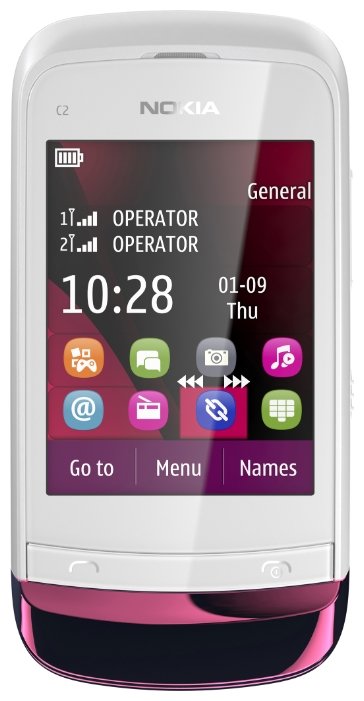 C2 NOKIA
General
1 OPERATOR
2 OPERATOR
10:28 01-09
Thu
@
Go to Menu Names